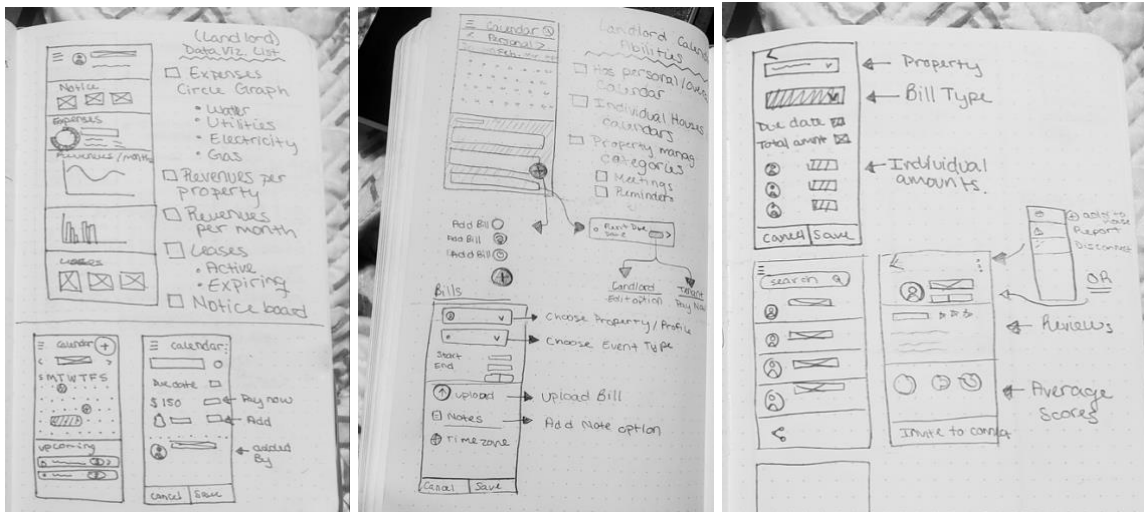 (Landlord)
Data Viz. List
Notice
Expenses
Revenues/month
Leases
Expenses
Circle Graph
• Water
• Utilities
• Electricity
• Gas
Revenues per
property
Revenues
per month
Leases
• Active
• Expiring
Notice board
Calendar
S M T W T F S
upcoming
Calendar
Due date
$ 150
Pay now
Add
added
By
Cancel
Save
Calendar
< Personal >
Landlord Calendar
Abilities
Has personal/
Calendar
Individual Houses
calendars
Property manag
Categories
Meetings
Reminders
Add Bill
Add Bill
Add Bill
Rent Due
Landlord
Edit option
Tenant
Pay Now
Bills
Choose Property/Profile
Choose Event Type
Start
End
upload
Upload Bill
Notes
Add Note option
Timezone
Cancel
Save
Property
Bill Type
Due date
Total amnt
Individual
amounts.
Cancel
Save
search
Report
Disconnect
OR
Reviews
Average
Scores
Invite to